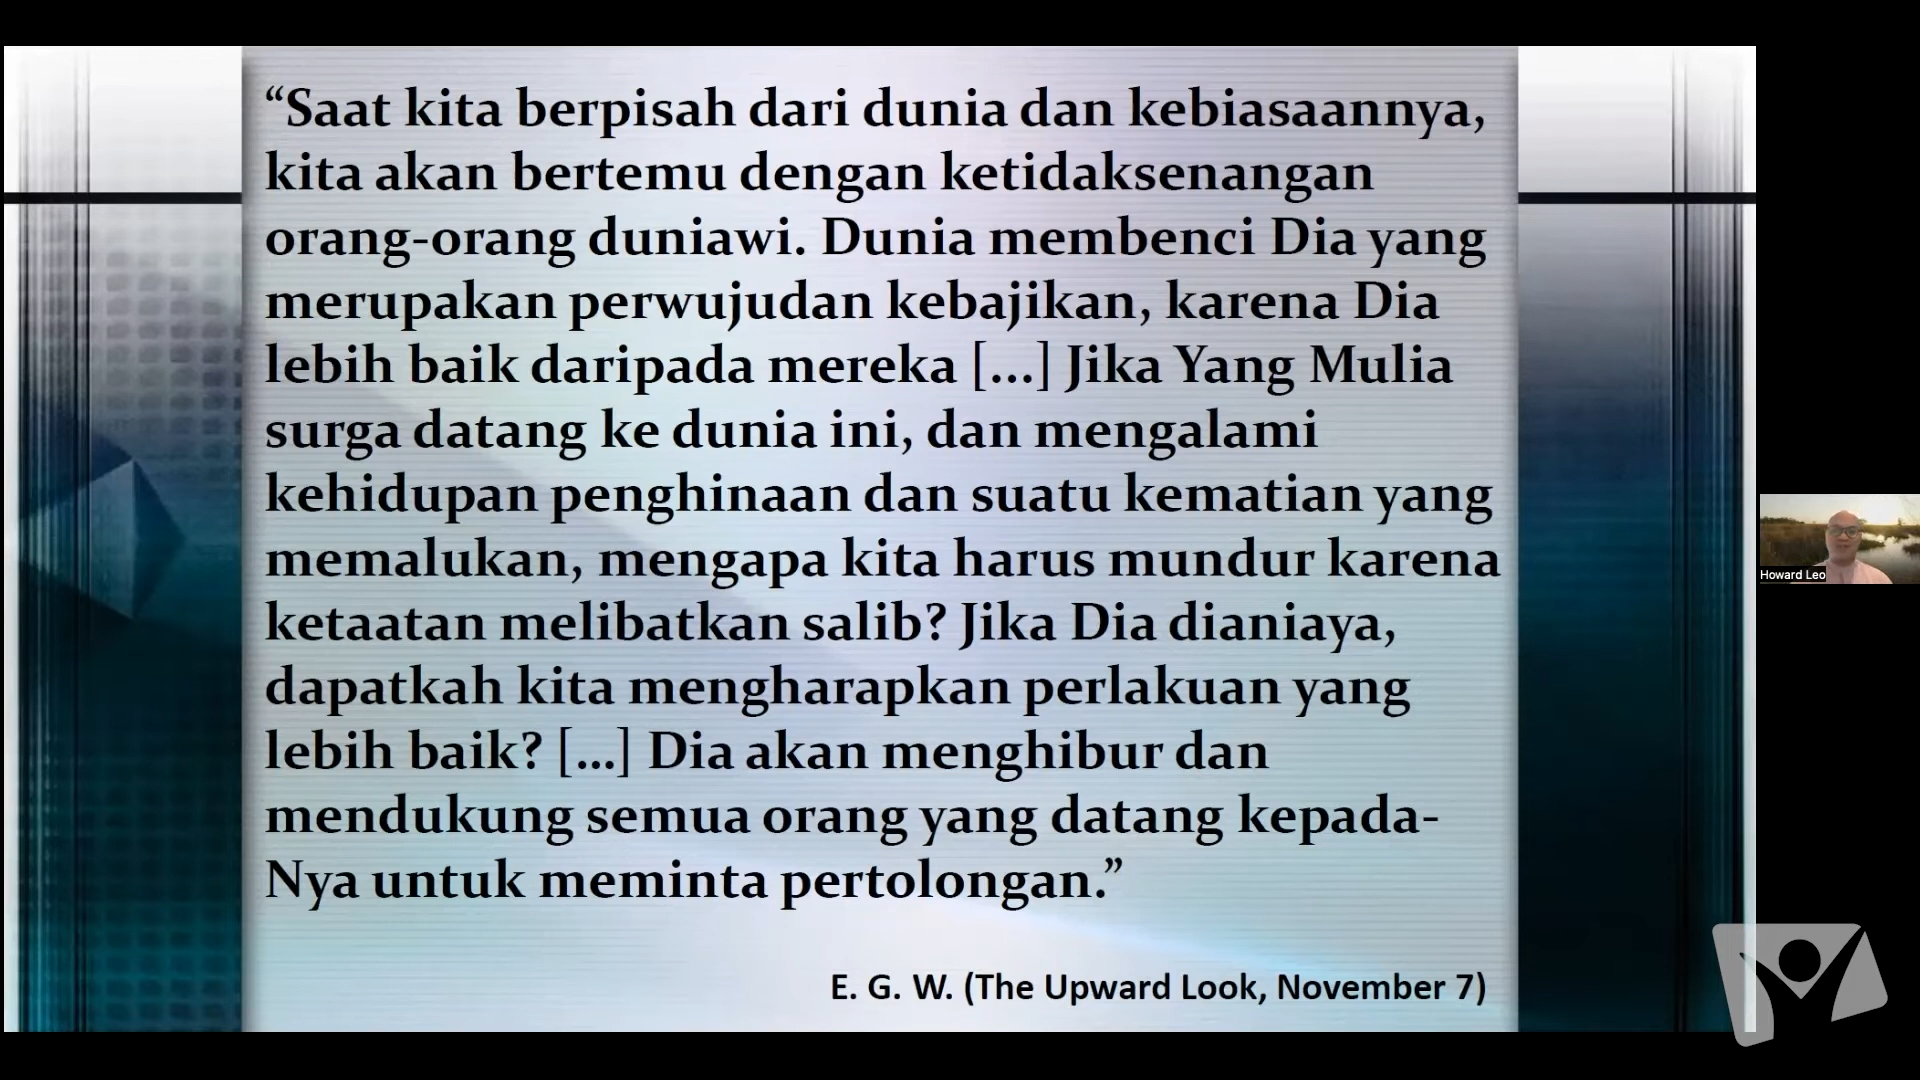 “Saat kita berpisah dari dunia dan kebiasaannya,
kita akan bertemu dengan ketidaksenangan
orang-orang duniawi. Dunia membenci Dia yang
merupakan perwujudan kebajikan, karena Dia
lebih baik daripada mereka [...] Jika Yang Mulia
surga datang ke dunia ini, dan mengalami
kehidupan penghinaan dan suatu kematian yang
memalukan, mengapa kita harus mundur karena
ketaatan melibatkan salib? Jika Dia dianiaya,
dapatkah kita mengharapkan perlakuan yang
lebih baik? [...] Dia akan menghibur dan
mendukung semua orang yang datang kepada-
Nya untuk meminta pertolongan.”
E. G. W. (The Upward Look, November 7)
Howard Leo